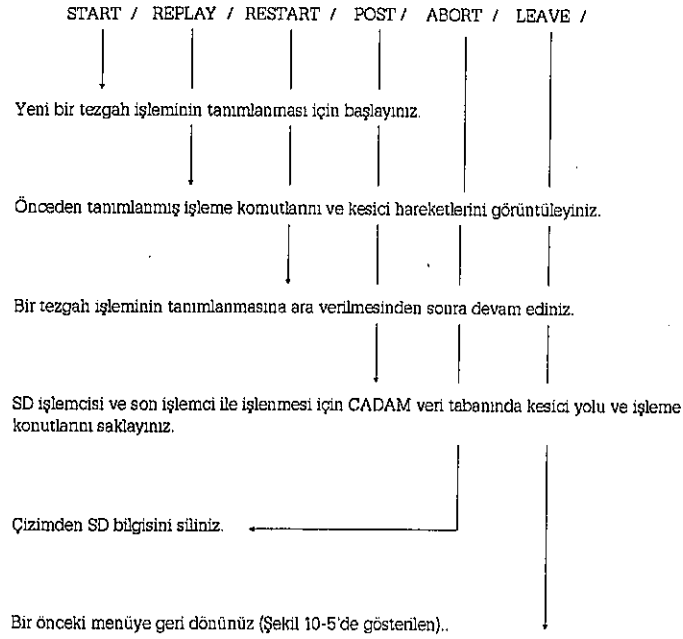 START / REPLAY / RESTART / POST / ABORT / LEAVE /
Yeni bir tezgah işleminin tanımlanması için başlayınız.
Önceden tanımlanmış işleme komutlarını ve kesici hareketlerini görüntüleyiniz.
Bir tezgah işleminin tanımlanmasına ara verilmesinden sonra devam ediniz.
SD işlemcisi ve son işlemci ile işlenmesi için CADAM veri tabanında kesici yolu ve işleme
konutlarını saklayınız.
Çizimden SD bilgisini siliniz.
Bir önceki menüye geri dönünüz (Şekil 10-5'de gösterilen)..